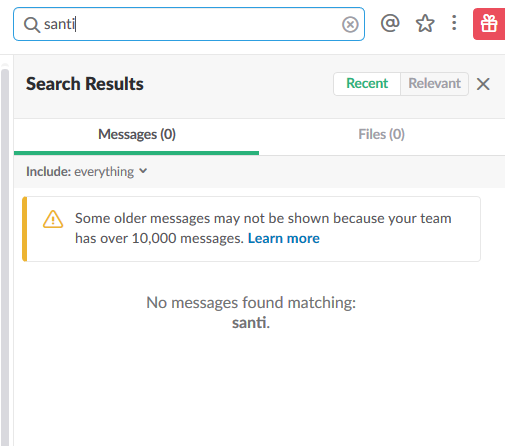 santi
Search Results
Recent
Relevant
Messages (0)
Files (0)
Include: everything
Some older messages may not be shown because your team
has over 10,000 messages. Learn more
No messages found matching:
santi.